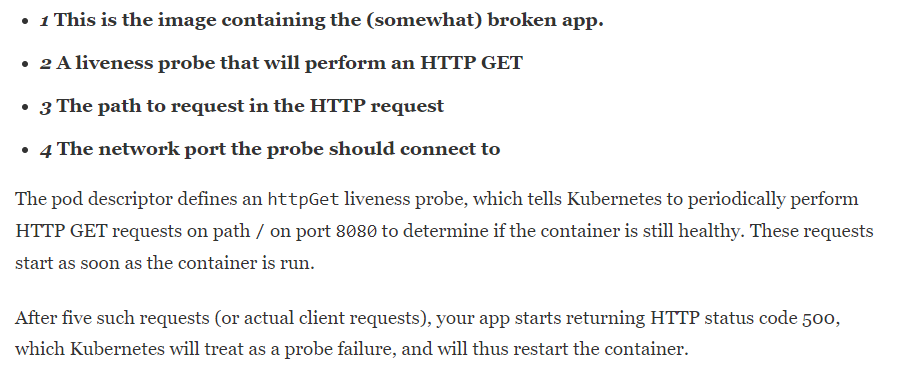 • 1 This is the image containing the (somewhat) broken app.
• 2 A liveness probe that will perform an HTTP GET
• 3 The path to request in the HTTP request
• 4 The network port the probe should connect to
The pod descriptor defines an httpGet liveness probe, which tells Kubernetes to periodically perform
HTTP GET requests on path / on port 8080 to determine if the container is still healthy. These requests
start as soon as the container is run.
After five such requests (or actual client requests), your app starts returning HTTP status code 500,
which Kubernetes will treat as a probe failure, and will thus restart the container.